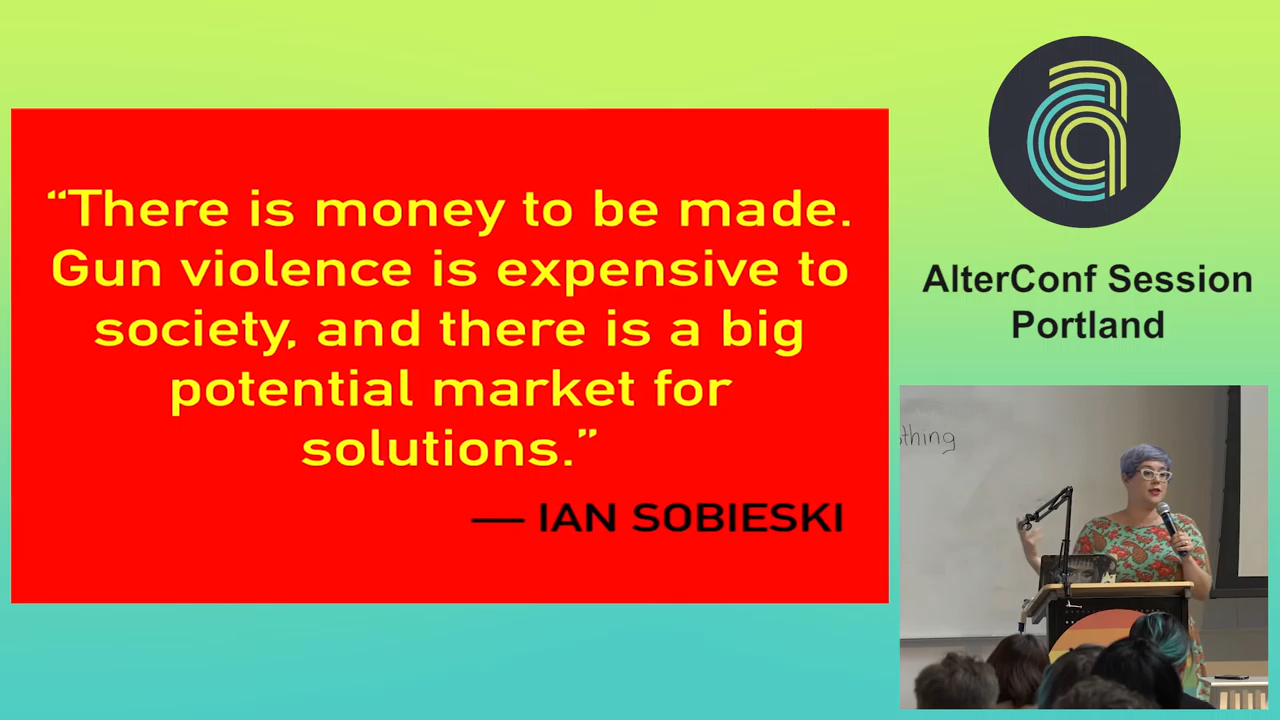 “There is money to be made.
Gun violence is expensive to
society, and there is a big
potential market for
solutions.”
— IAN SOBIESKI
AlterConf Session
Portland